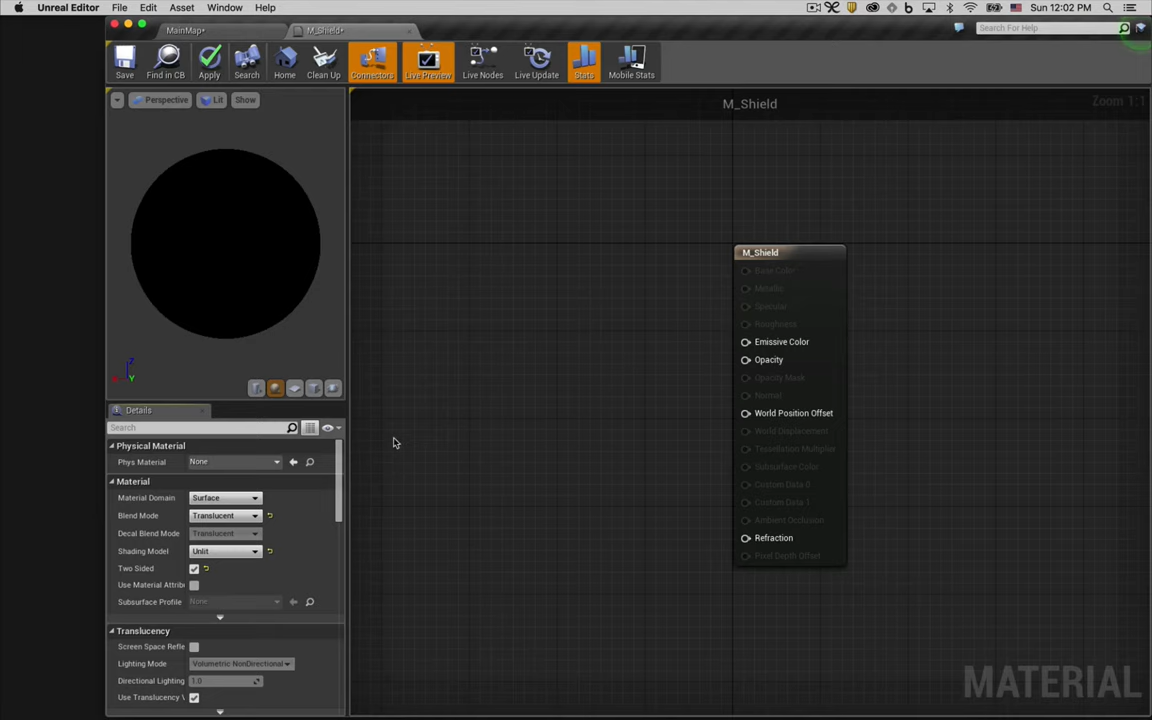 Unreal Editor File Edit Asset Window Help Sun 12:02 PM
MainMap* M_Shield* Search For Help
Save Find in CB Apply Search Home Clean Up Connectors Live Preview Live Nodes Live Update Stats Mobile Stats
Perspective Lit Show
M_Shield Zoom 1:1
M_Shield
Base Color
Metallic
Specular
Roughness
Emissive Color
Opacity
Opacity Mask
Normal
World Position Offset
World Displacement
Tessellation Multiplier
Subsurface Color
Custom Data 0
Custom Data 1
Ambient Occlusion
Refraction
Pixel Depth Offset
Z
X Y
Details
Search
Physical Material
Phys Material None
Material
Material Domain Surface
Blend Mode Translucent
Decal Blend Mode Translucent
Shading Model Unlit
Two Sided
Use Material Attribu
Subsurface Profile None
Translucency
Screen Space Refle
Lighting Mode Volumetric NonDirectional
Directional Lighting 1.0
Use Translucency V
MATERIAL